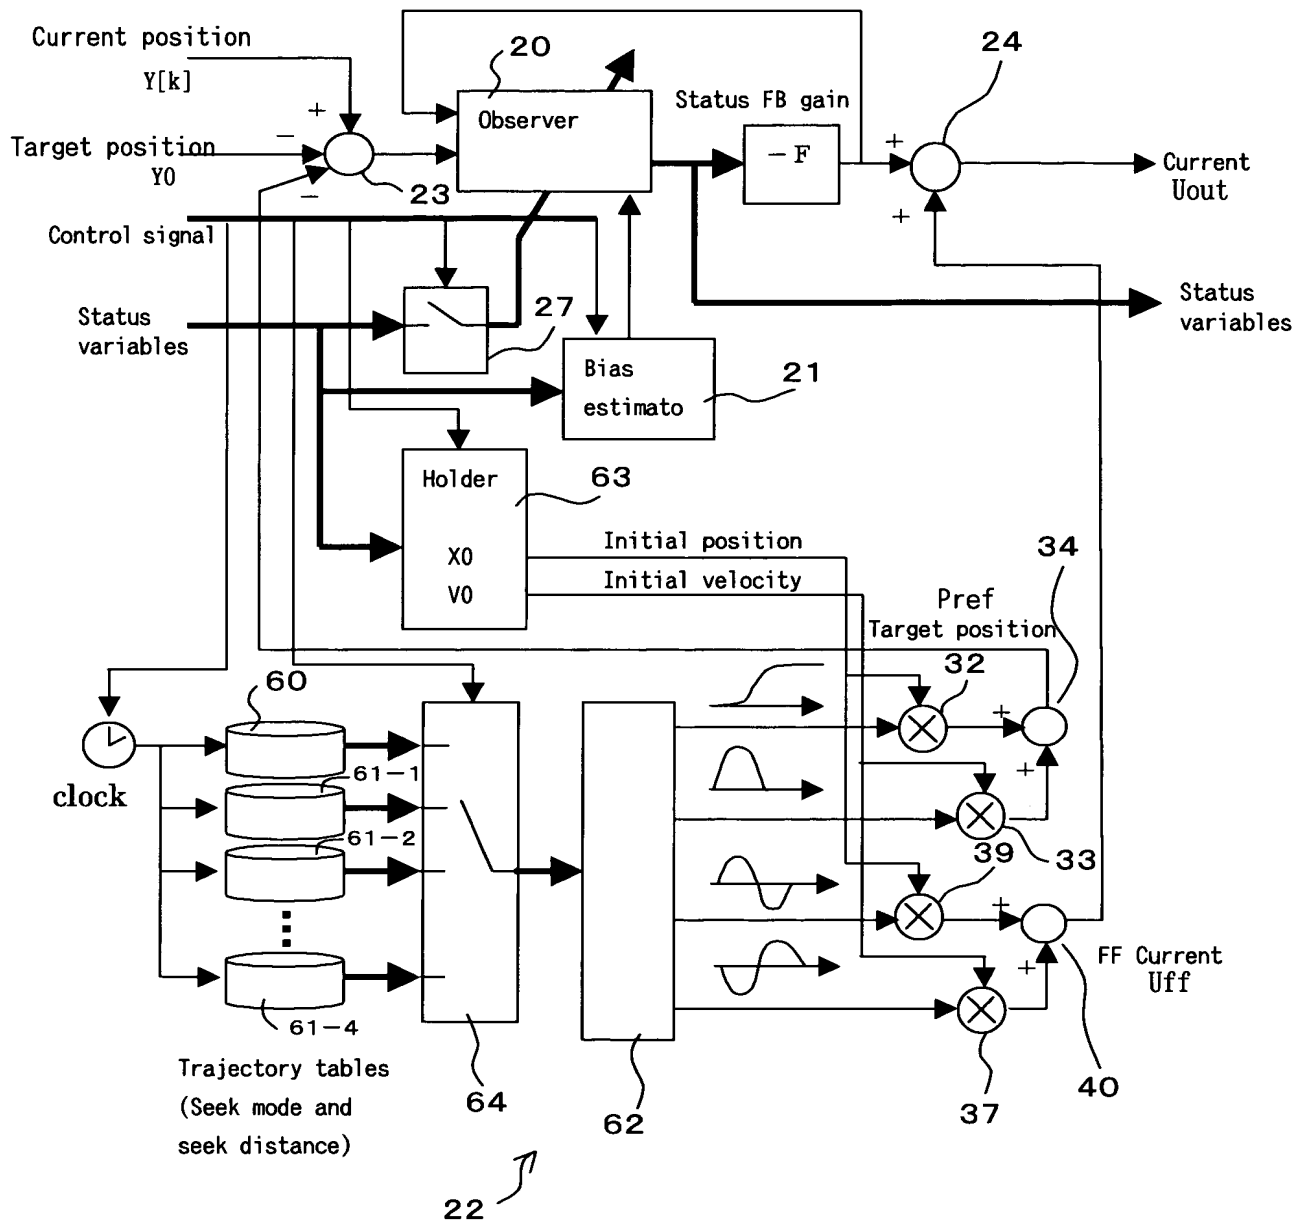 Current position
Y[k]
+
−
Target position
Y0
−
23
20
Observer
Status FB gain
−F
24
+
+
Current
Uout
Control signal
Status
variables
27
Status
variables
Bias
estimato
21
Holder
X0
V0
63
Initial position
Initial velocity
Pref
Target position
34
32
+
+
33
60
61-1
61-2
61-4
clock
39
+
+
37
FF Current
Uff
40
Trajectory tables
(Seek mode and
seek distance)
64
62
22